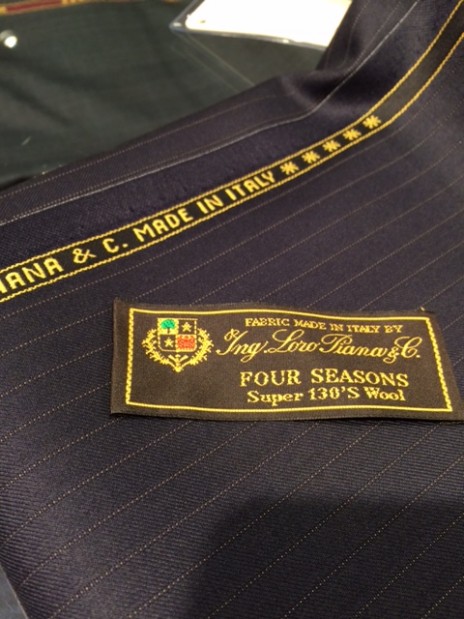 IANA & C. MADE IN ITALY
FABRIC MADE IN ITALY BY
Ing. Loro Piana & C.
FOUR SEASONS
Super 130'S Wool